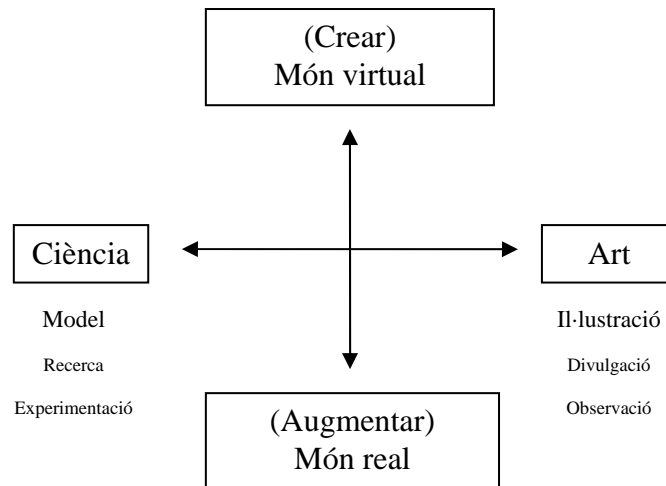 (Crear)
Món virtual
Ciència
Art
Model
Il·lustració
Recerca
Divulgació
Experimentació
Observació
(Augmentar)
Món real